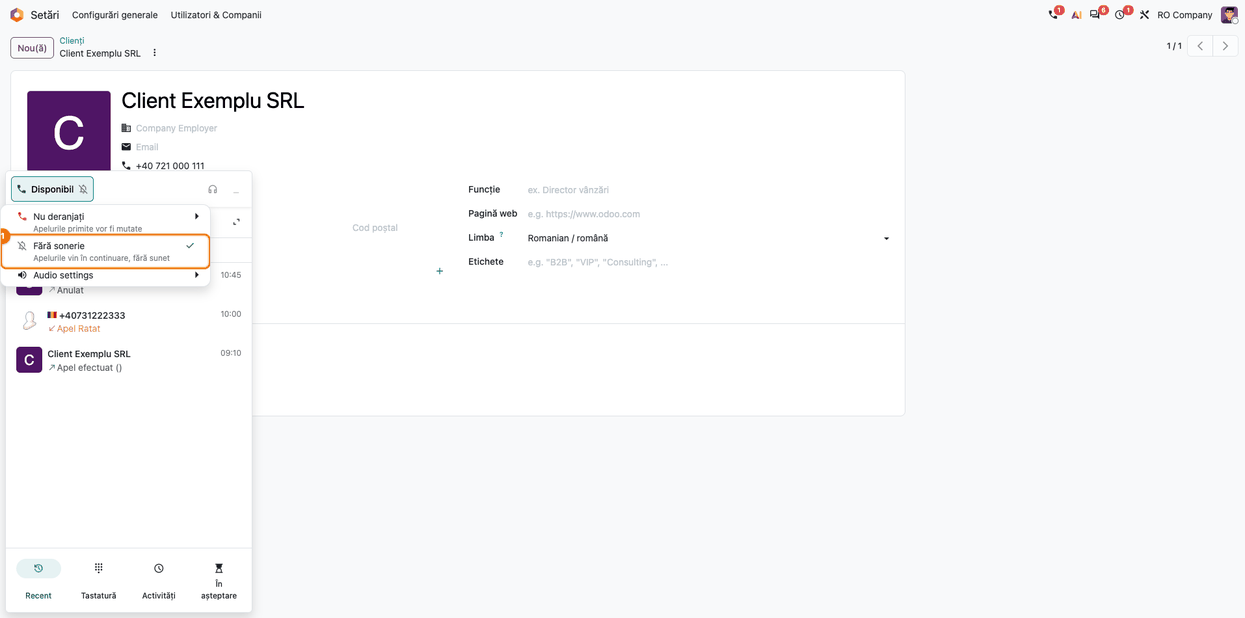 Setări Configurări generale Utilizatori & Companii 1 AI 6 1 RO Company
Nou(ă) Clienți
Client Exemplu SRL
1 / 1
C
Client Exemplu SRL
Company Employer
Email
+40 721 000 111
Disponibil
...
Nu deranjați
Apelurile primite vor fi mutate
1
Fără sonerie
Apelurile vin în continuare, fără sunet
Audio settings
10:45
Anulat
+40731222333 10:00
Apel Ratat
C
Client Exemplu SRL 09:10
Apel efectuat ()
Recent
Tastatură
Activități
În
așteptare
Cod poștal
+
Funcție ex. Director vânzări
Pagină web e.g. https://www.odoo.com
Limba ? Romanian / română
Etichete e.g. "B2B", "VIP", "Consulting", ...